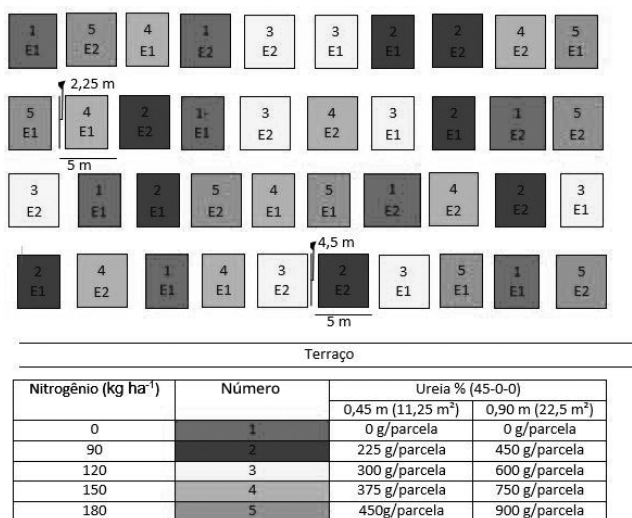 1 5 4 1 3 3 2 2 4 5
E1 E2 E1 E2 E2 E1 E1 E2 E2 E1
2,25 m
5 4 2 1 3 4 3 2 1 5
E1 E1 E2 E1 E2 E2 E1 E1 E2 E2
5 m
3 1 2 5 4 5 1 4 2 3
E2 E1 E1 E2 E1 E1 E2 E2 E2 E1
4,5 m
2 4 1 4 3 2 3 5 1 5
E1 E2 E1 E1 E2 E2 E1 E1 E2 E2
5 m
Terraço
Nitrogênio (kg ha⁻¹) Número Ureia % (45-0-0)
0,45 m (11,25 m²) 0,90 m (22,5 m²)
0 1 0 g/parcela 0 g/parcela
90 2 225 g/parcela 450 g/parcela
120 3 300 g/parcela 600 g/parcela
150 4 375 g/parcela 750 g/parcela
180 5 450g/parcela 900 g/parcela